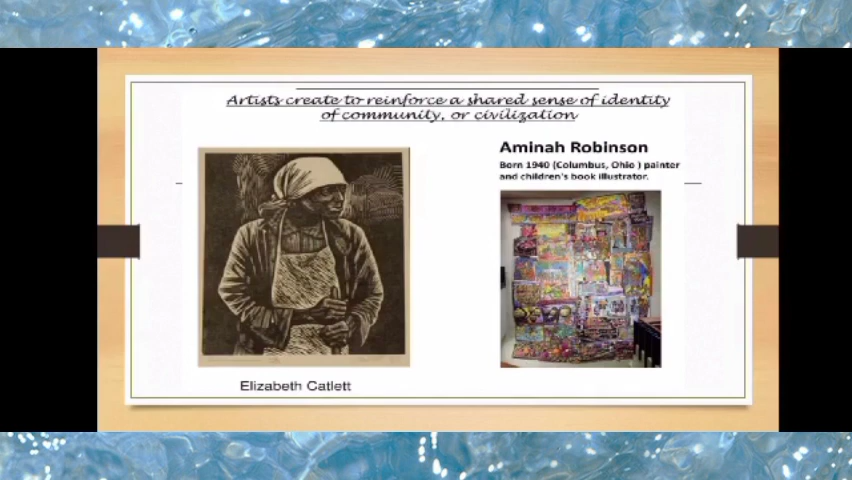 Artists create to reinforce a shared sense of identity
of community, or civilization
Aminah Robinson
Born 1940 (Columbus, Ohio ) painter
and children's book illustrator.
Elizabeth Catlett